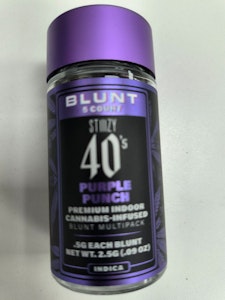 BLUNT
5 COUNT
STIIIZY
40's
PURPLE
PUNCH
PREMIUM INDOOR
CANNABIS-INFUSED
BLUNT MULTIPACK
.5G EACH BLUNT
NET WT. 2.5G (.09 OZ)
INDICA